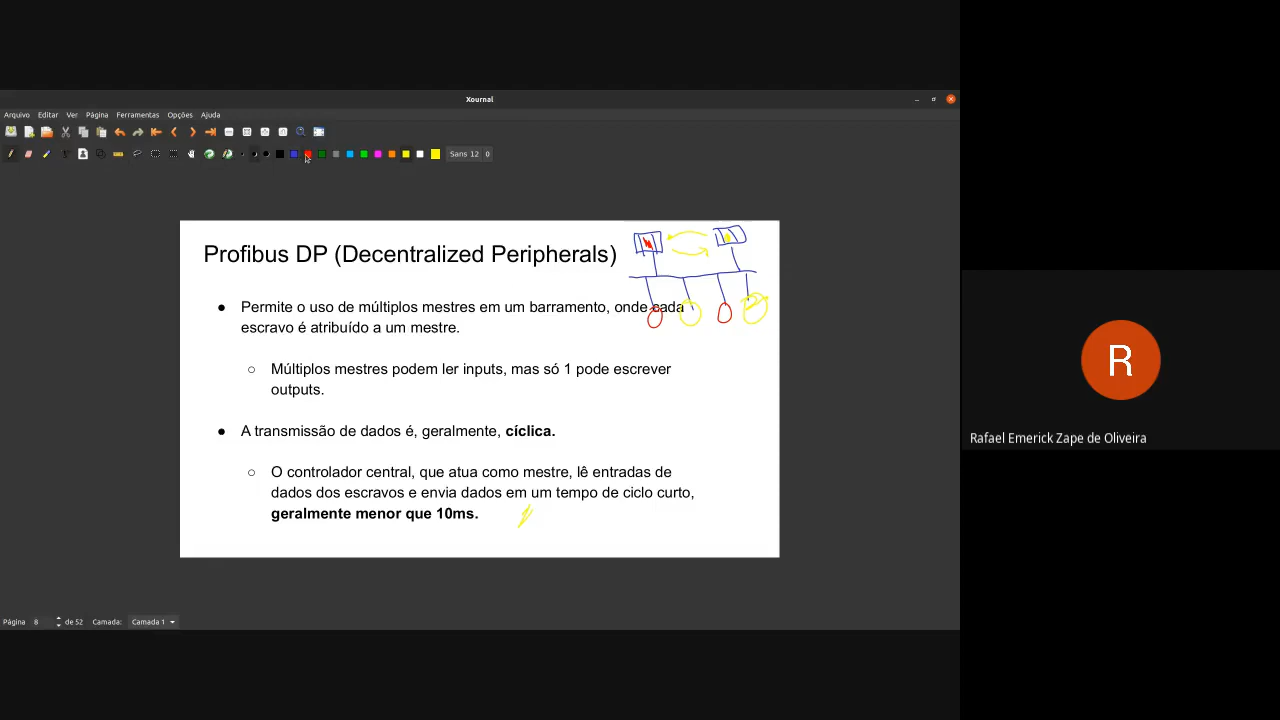 Xournal
Arquivo Editar Ver Página Ferramentas Opções Ajuda
Sans 12 0
Profibus DP (Decentralized Peripherals)
● Permite o uso de múltiplos mestres em um barramento, onde cada
escravo é atribuído a um mestre.
○ Múltiplos mestres podem ler inputs, mas só 1 pode escrever
outputs.
● A transmissão de dados é, geralmente, cíclica.
○ O controlador central, que atua como mestre, lê entradas de
dados dos escravos e envia dados em um tempo de ciclo curto,
geralmente menor que 10ms.
R
Rafael Emerick Zape de Oliveira
Página 8 de 52 Camada: Camada 1